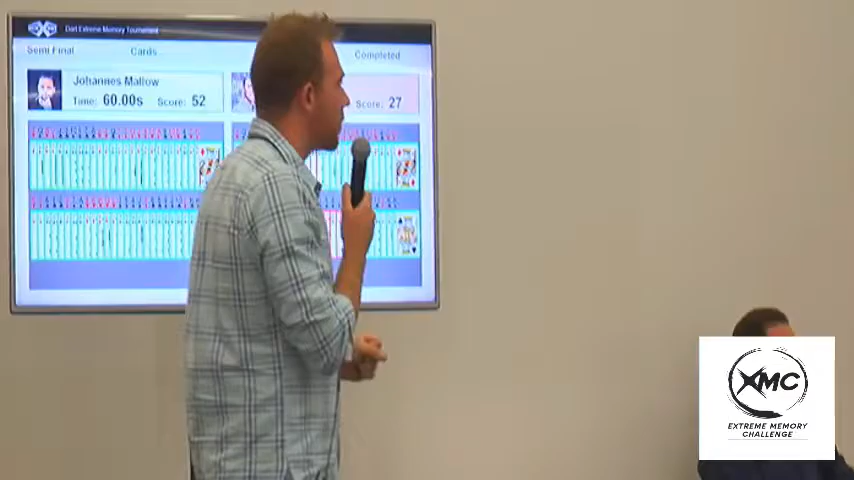 XMC
Dart Extreme Memory Tournament
Semi Final Cards Completed
Johannes Mallow
Time: 60.00s Score: 52
Score: 27
XMC
EXTREME MEMORY
CHALLENGE